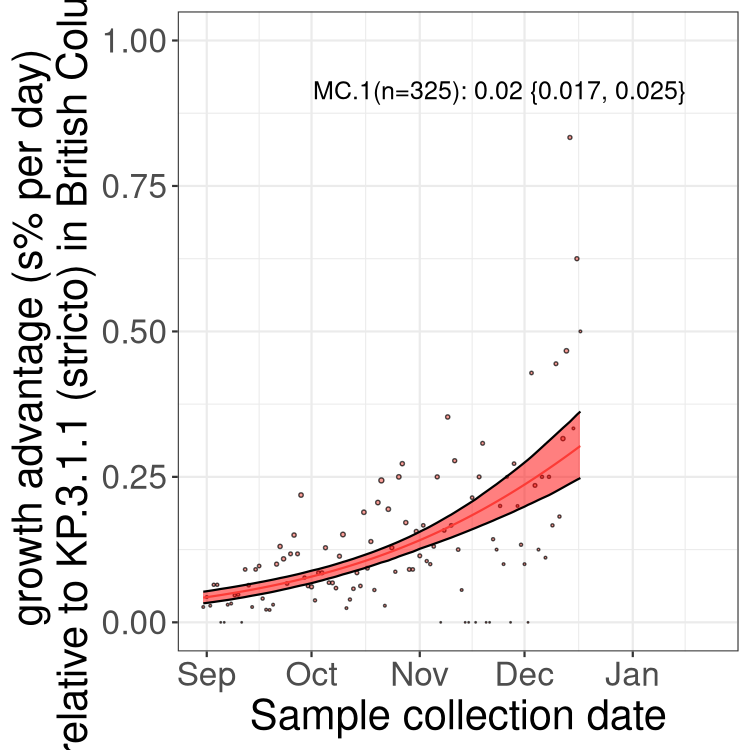 growth advantage (s% per day)
relative to KP.3.1.1 (stricto) in British Colu
1.00
0.75
0.50
0.25
0.00
MC.1(n=325): 0.02 {0.017, 0.025}
Sep Oct Nov Dec Jan
Sample collection date